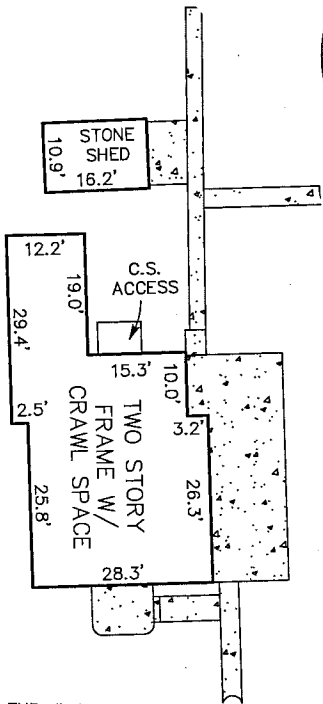 STONE
SHED
10.9'
16.2'
12.2'
19.0'
C.S.
ACCESS
29.4'
15.3'
10.0'
2.5'
3.2'
TWO STORY
FRAME W/
CRAWL SPACE
26.3'
25.8'
28.3'